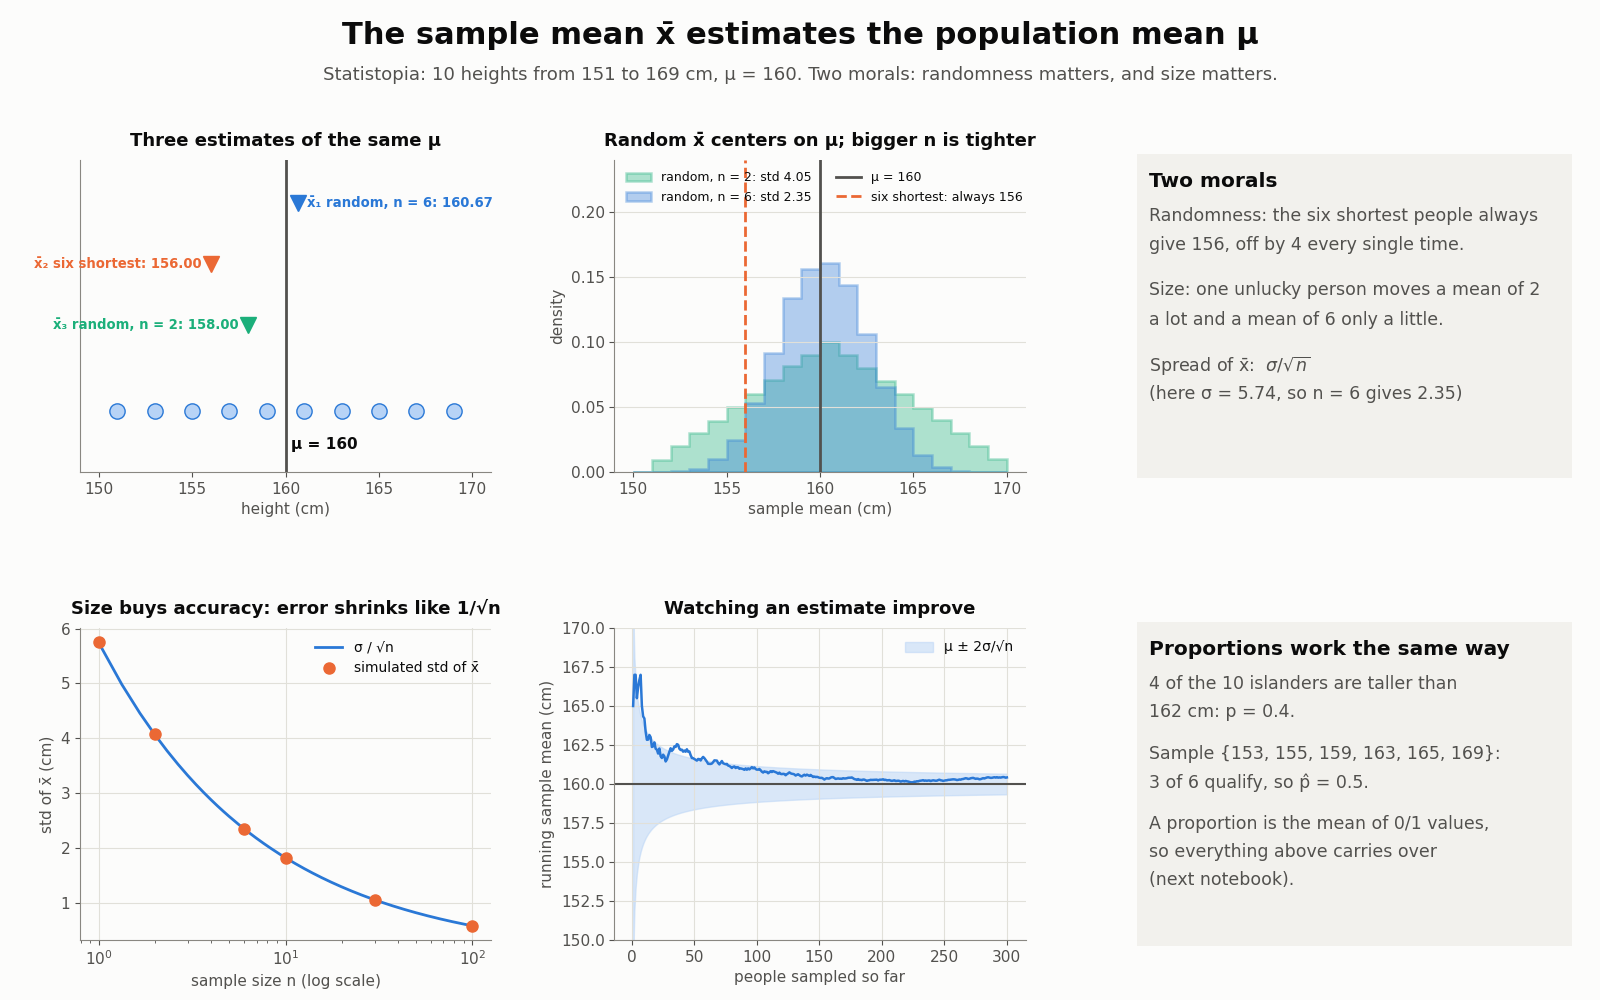 The sample mean x̄ estimates the population mean μ
Statistopia: 10 heights from 151 to 169 cm, μ = 160. Two morals: randomness matters, and size matters.
Three estimates of the same μ
x̄₁ random, n = 6: 160.67
x̄₂ six shortest: 156.00
x̄₃ random, n = 2: 158.00
μ = 160
150 155 160 165 170
height (cm)
Random x̄ centers on μ; bigger n is tighter
random, n = 2: std 4.05
random, n = 6: std 2.35
μ = 160
six shortest: always 156
density
0.20
0.15
0.10
0.05
0.00
150 155 160 165 170
sample mean (cm)
Two morals
Randomness: the six shortest people always
give 156, off by 4 every single time.
Size: one unlucky person moves a mean of 2
a lot and a mean of 6 only a little.
Spread of x̄: σ/√n
(here σ = 5.74, so n = 6 gives 2.35)
Size buys accuracy: error shrinks like 1/√n
σ / √n
simulated std of x̄
std of x̄ (cm)
6
5
4
3
2
1
10⁰ 10¹ 10²
sample size n (log scale)
Watching an estimate improve
μ ± 2σ/√n
running sample mean (cm)
170.0
167.5
165.0
162.5
160.0
157.5
155.0
152.5
150.0
0 50 100 150 200 250 300
people sampled so far
Proportions work the same way
4 of the 10 islanders are taller than
162 cm: p = 0.4.
Sample {153, 155, 159, 163, 165, 169}:
3 of 6 qualify, so p̂ = 0.5.
A proportion is the mean of 0/1 values,
so everything above carries over
(next notebook).